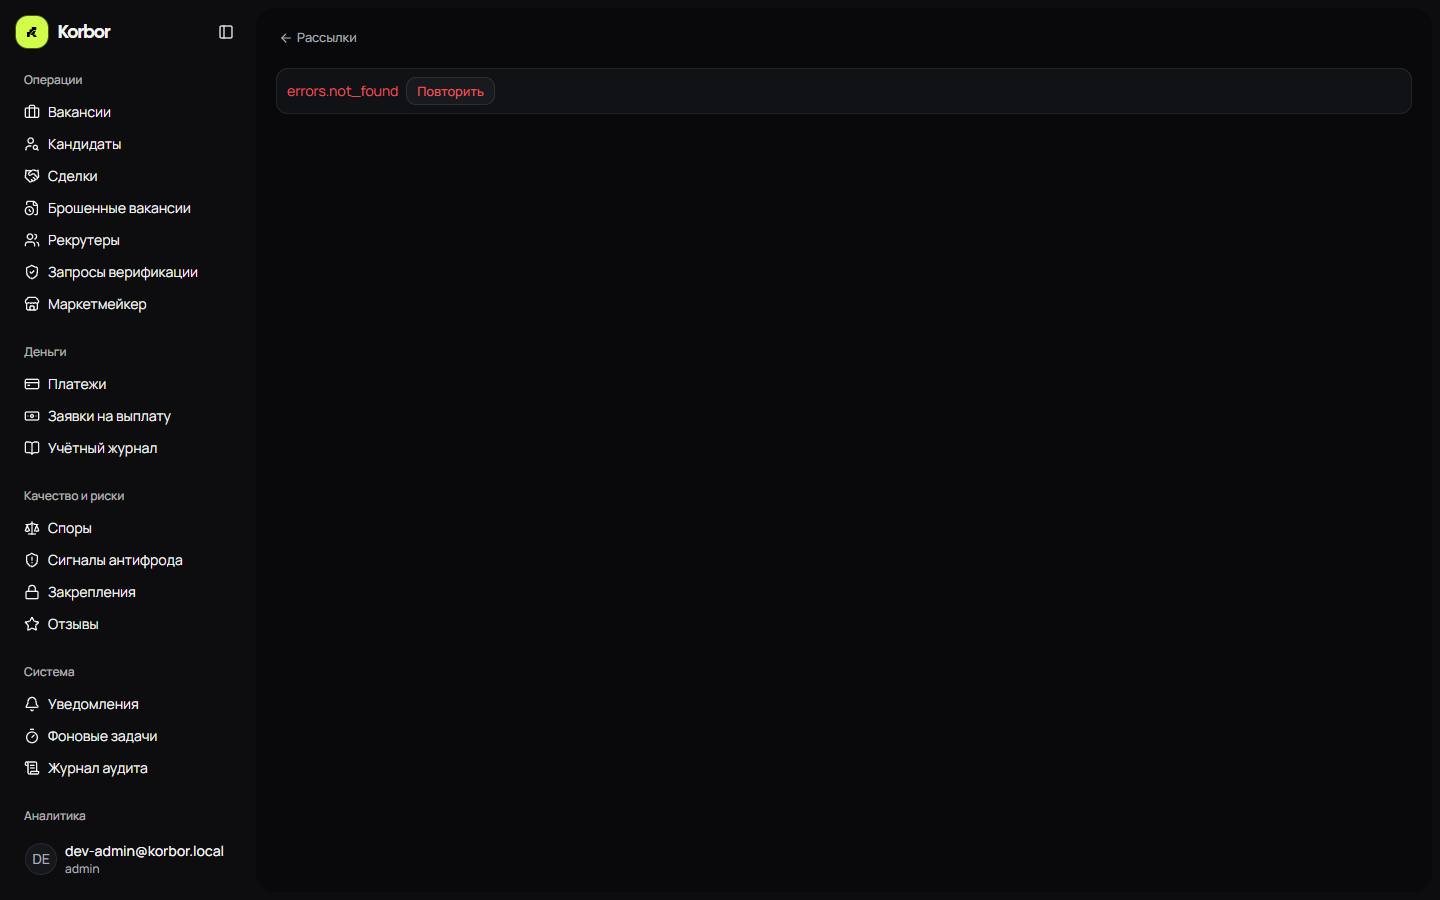 Korbor
Операции
Вакансии
Кандидаты
Сделки
Брошенные вакансии
Рекрутеры
Запросы верификации
Маркетмейкер
Деньги
Платежи
Заявки на выплату
Учётный журнал
Качество и риски
Споры
Сигналы антифрода
Закрепления
Отзывы
Система
Уведомления
Фоновые задачи
Журнал аудита
Аналитика
DE
dev-admin@korbor.local
admin
Рассылки
errors.not_found Повторить